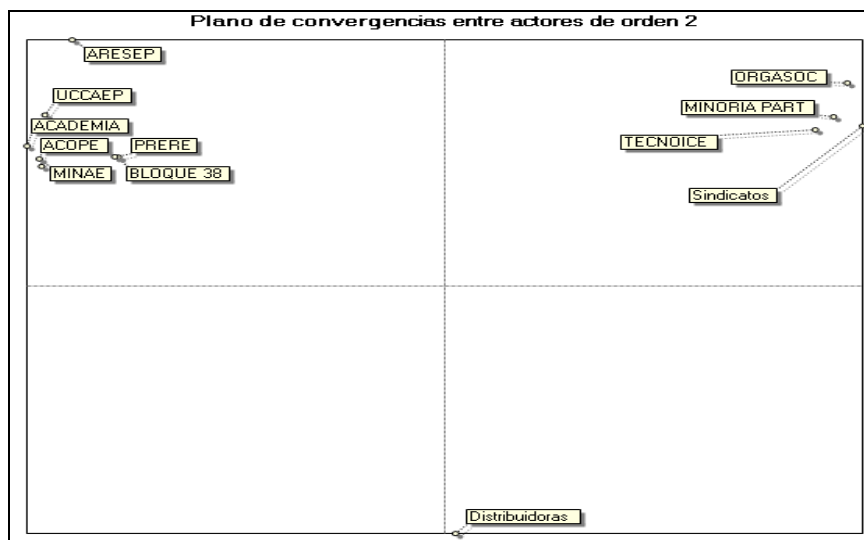 Plano de convergencias entre actores de orden 2
ARESEP
ORGASOC
UCCAEP
MINORIA PART
ACADEMIA
TECNOICE
ACOPE
PRERE
MINAE
BLOQUE 38
Sindicatos
Distribuidoras